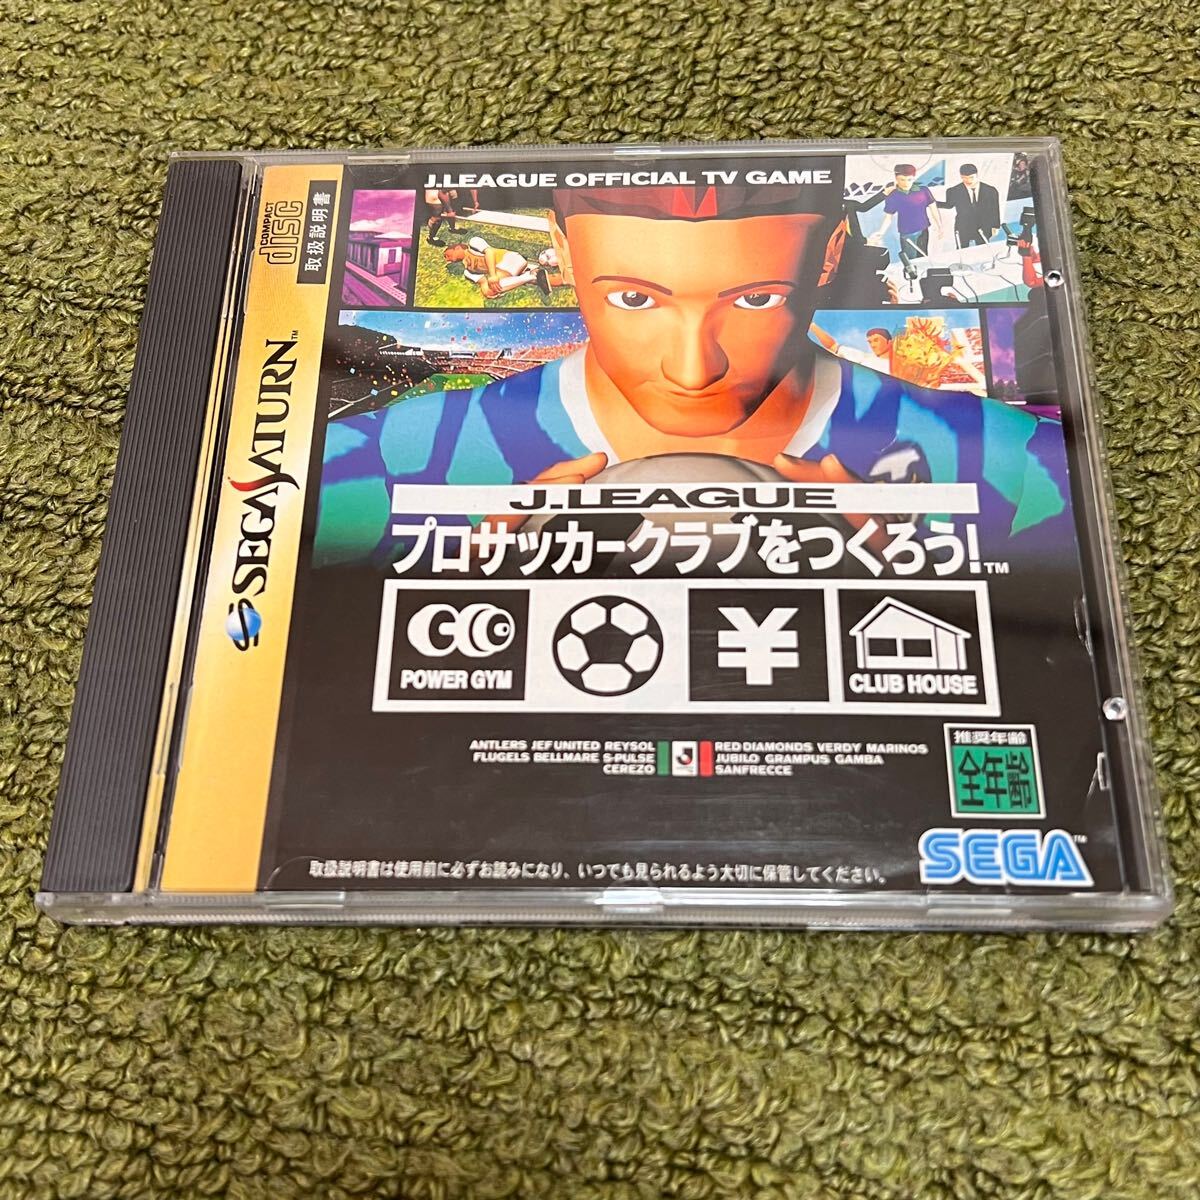 J.LEAGUE OFFICIAL TV GAME
COMPACT
disc
取扱説明書
SEGA SATURN™
J.LEAGUE
プロサッカークラブをつくろう!™
POWER GYM
¥
CLUB HOUSE
ANTLERS JEF UNITED REYSOL
FLUGELS BELLMARE S-PULSE
CEREZO
RED DIAMONDS VERDY MARINOS
JUBILO GRAMPUS GAMBA
SANFRECCE
推奨年齢
全年齢
SEGA™
取扱説明書は使用前に必ずお読みになり、いつでも見られるよう大切に保管してください。